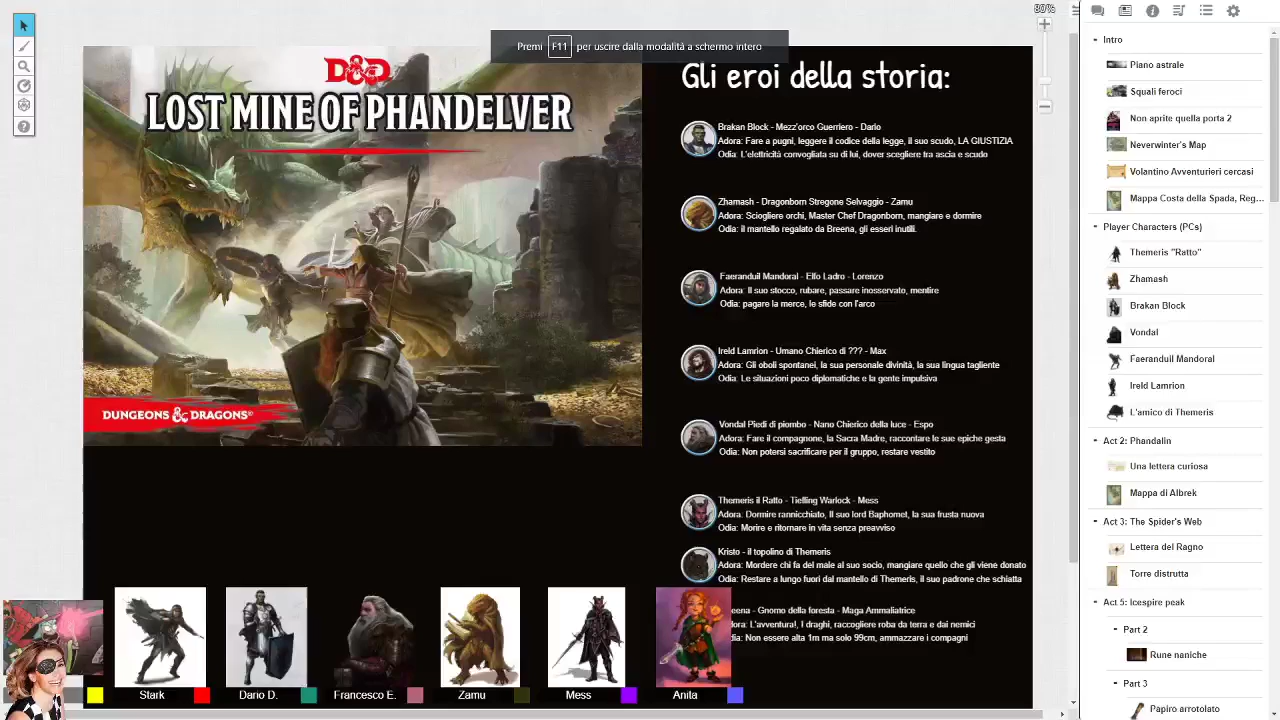 80%
Premi F11 per uscire dalla modalità a schermo intero
D&D
LOST MINE OF PHANDELVER
DUNGEONS & DRAGONS®
Gli eroi della storia:
Brakan Block - Mezz'orco Guerriero - Dario
Adora: Fare a pugni, leggere il codice della legge, il suo scudo, LA GIUSTIZIA
Odia: L'elettricità convogliata su di lui, dover scegliere tra ascia e scudo
Zhamash - Dragonborn Stregone Selvaggio - Zamu
Adora: Sciogliere orchi, Master Chef Dragonborn, mangiare e dormire
Odia: il mantello regalato da Breena, gli esseri inutili.
Faeranduil Mandoral - Elfo Ladro - Lorenzo
Adora: Il suo stocco, rubare, passare inosservato, mentire
Odia: pagare la merce, le sfide con l'arco
Ireld Lamrion - Umano Chierico di ??? - Max
Adora: Gli oboli spontanei, la sua personale divinità, la sua lingua tagliente
Odia: Le situazioni poco diplomatiche e la gente impulsiva
Vondal Piedi di piombo - Nano Chierico della luce - Espo
Adora: Fare il compagnone, la Sacra Madre, raccontare le sue epiche gesta
Odia: Non potersi sacrificare per il gruppo, restare vestito
Themeris il Ratto - Tiefling Warlock - Mess
Adora: Dormire rannicchiato, Il suo lord Baphomet, la sua frusta nuova
Odia: Morire e ritornare in vita senza preavviso
Kristo - il topolino di Themeris
Adora: Mordere chi fa del male al suo socio, mangiare quello che gli viene donato
Odia: Restare a lungo fuori dal mantello di Themeris, il suo padrone che schiatta
eena - Gnomo della foresta - Maga Ammaliatrice
dora: L'avventura!, I draghi, raccogliere roba da terra e dai nemici
dia: Non essere alta 1m ma solo 99cm, ammazzare i compagni
Stark
Dario D.
Francesco E.
Zamu
Mess
Anita
Intro
Piano astrale
Squali feroci
Non aprite quella porta 2
Neverwinter's Map
Volantino Avventurieri cercasi
Mappa Costa della Spada, Reg...
Player Characters (PCs)
Themeris "Ratto"
Zhamash
Brakan Block
Vondal
Faeranduil Mandoral
Ireld Lamrion
L'amico di Themeris
Act 2: Phandalin
Una lettera curiosa
Mappa di Albrek
Act 3: The Spider's Web
Lettera del Ragno
Torre distrutta
Act 5: Icespire peak
Part 2
Rune naniche
Part 3
Papiro arrotolato